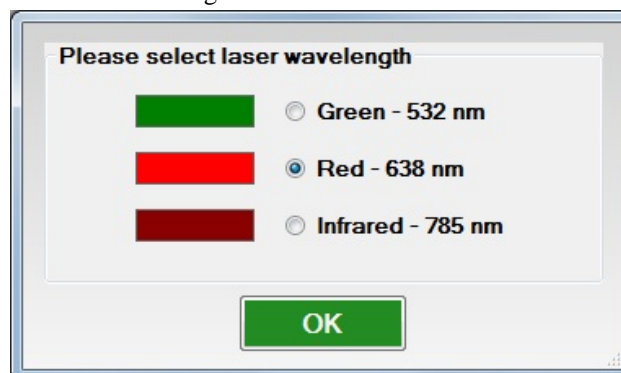 Please select laser wavelength
Green - 532 nm
Red - 638 nm
Infrared - 785 nm
OK